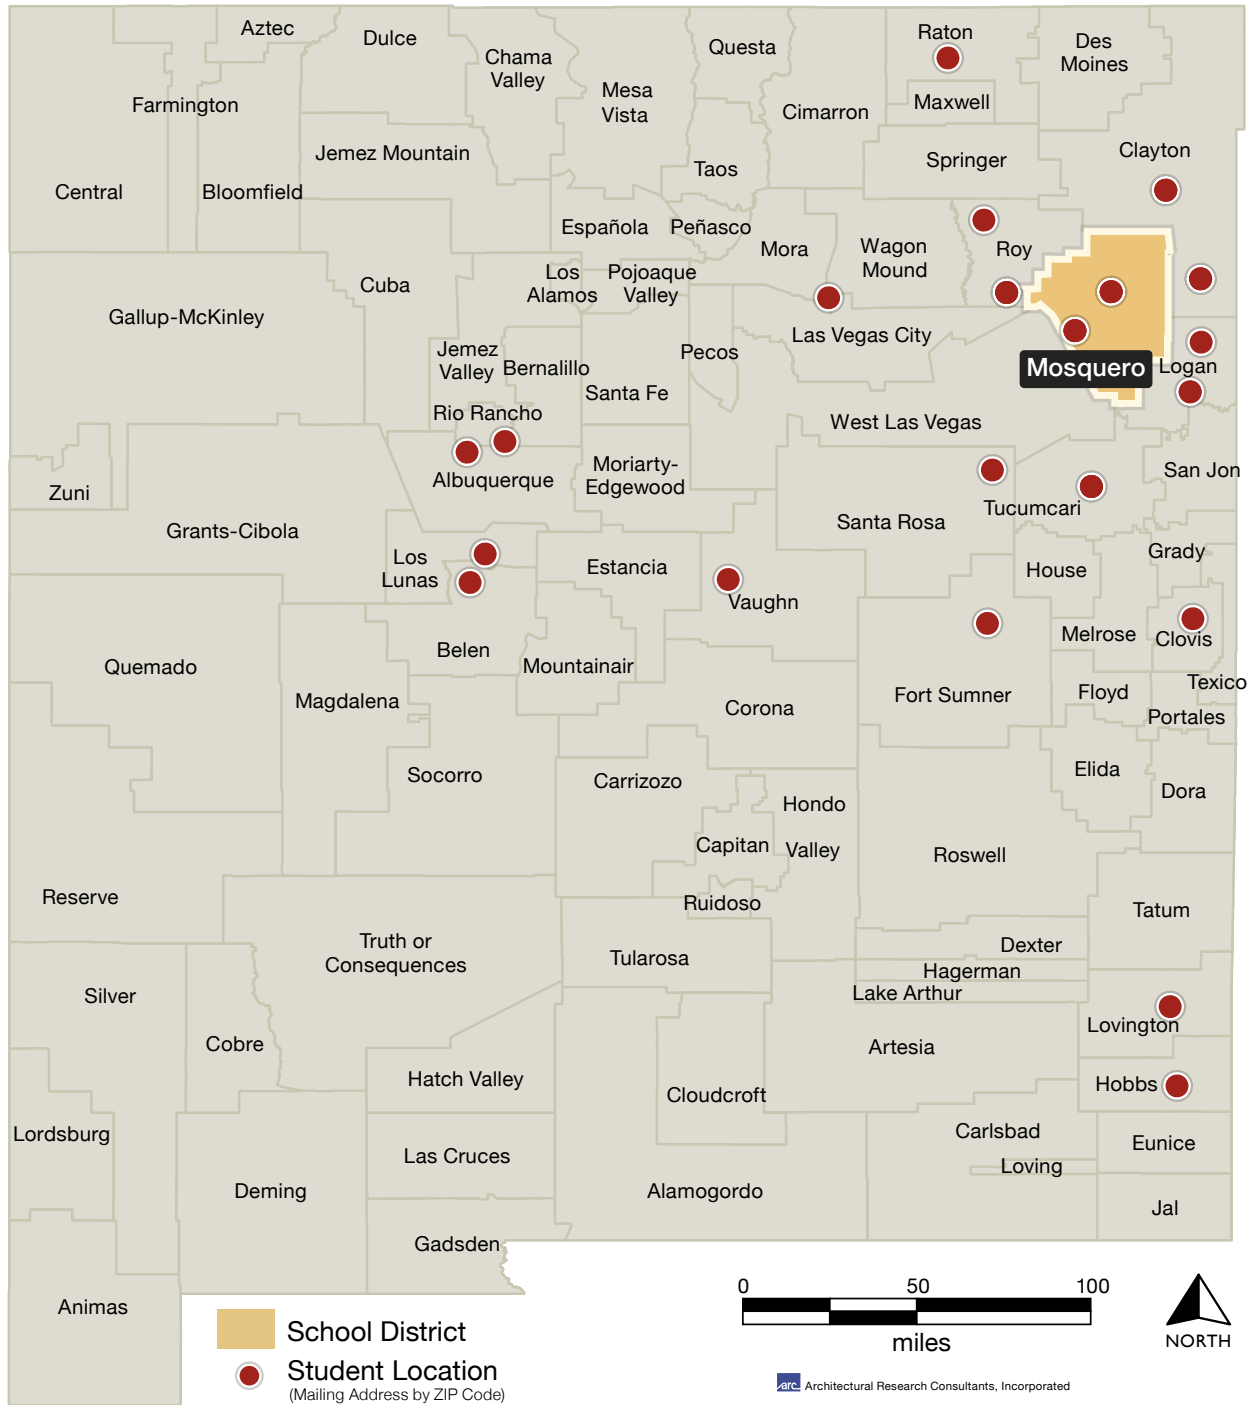 Aztec
Dulce
Chama
Valley
Questa
Raton
Des
Moines
Farmington
Mesa
Vista
Cimarron
Maxwell
Jemez Mountain
Taos
Springer
Clayton
Central
Bloomfield
Española
Peñasco
Mora
Wagon
Mound
Roy
Cuba
Los
Alamos
Pojoaque
Valley
Gallup-McKinley
Las Vegas City
Jemez
Valley
Bernalillo
Pecos
Mosquero
Logan
Santa Fe
Rio Rancho
West Las Vegas
Albuquerque
Moriarty-
Edgewood
San Jon
Zuni
Tucumcari
Grants-Cibola
Santa Rosa
Los
Lunas
Estancia
House
Grady
Vaughn
Belen
Mountainair
Melrose
Clovis
Quemado
Magdalena
Corona
Fort Sumner
Floyd
Texico
Portales
Socorro
Carrizozo
Hondo
Valley
Elida
Dora
Capitan
Roswell
Reserve
Ruidoso
Tatum
Truth or
Consequences
Tularosa
Dexter
Hagerman
Lake Arthur
Silver
Cobre
Lovington
Artesia
Hatch Valley
Cloudcroft
Hobbs
Lordsburg
Las Cruces
Carlsbad
Eunice
Loving
Deming
Alamogordo
Jal
Gadsden
Animas
0 50 100
miles
NORTH
School District
Student Location
(Mailing Address by ZIP Code)
arc Architectural Research Consultants, Incorporated